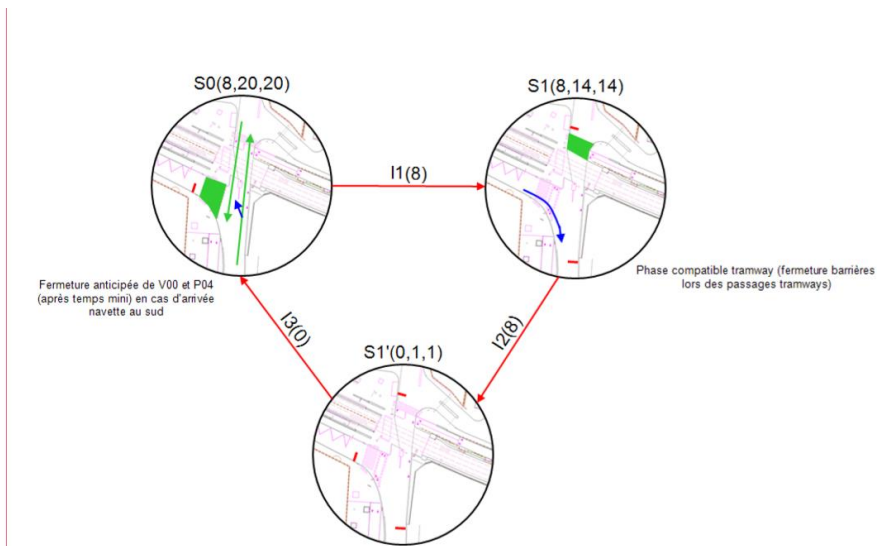 S0(8,20,20)
S1(8,14,14)
I1(8)
Fermeture anticipée de V00 et P04
(après temps mini) en cas d'arrivée
navette au sud
Phase compatible tramway (fermeture barrières
lors des passages tramways)
I3(0)
I2(8)
S1'(0,1,1)